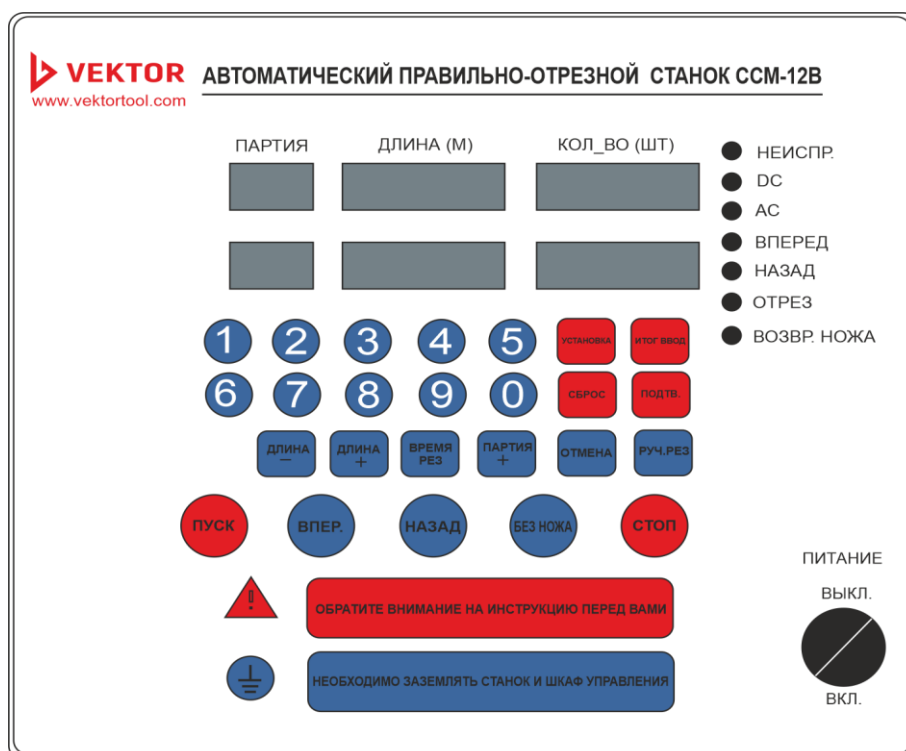 VEKTOR
www.vektortool.com
АВТОМАТИЧЕСКИЙ ПРАВИЛЬНО-ОТРЕЗНОЙ СТАНОК ССМ-12В
ПАРТИЯ ДЛИНА (М) КОЛ_ВО (ШТ)
НЕИСПР.
DC
AC
ВПЕРЕД
НАЗАД
ОТРЕЗ
ВОЗВР. НОЖА
1 2 3 4 5 УСТАНОВКА ИТОГ ВВОД
6 7 8 9 0 СБРОС ПОДТВ.
ДЛИНА
–
ДЛИНА
+
ВРЕМЯ
РЕЗ
ПАРТИЯ
+
ОТМЕНА
РУЧ.РЕЗ
ПУСК ВПЕР. НАЗАД БЕЗ НОЖА СТОП
!
ОБРАТИТЕ ВНИМАНИЕ НА ИНСТРУКЦИЮ ПЕРЕД ВАМИ
НЕОБХОДИМО ЗАЗЕМЛЯТЬ СТАНОК И ШКАФ УПРАВЛЕНИЯ
ПИТАНИЕ
ВЫКЛ.
ВКЛ.